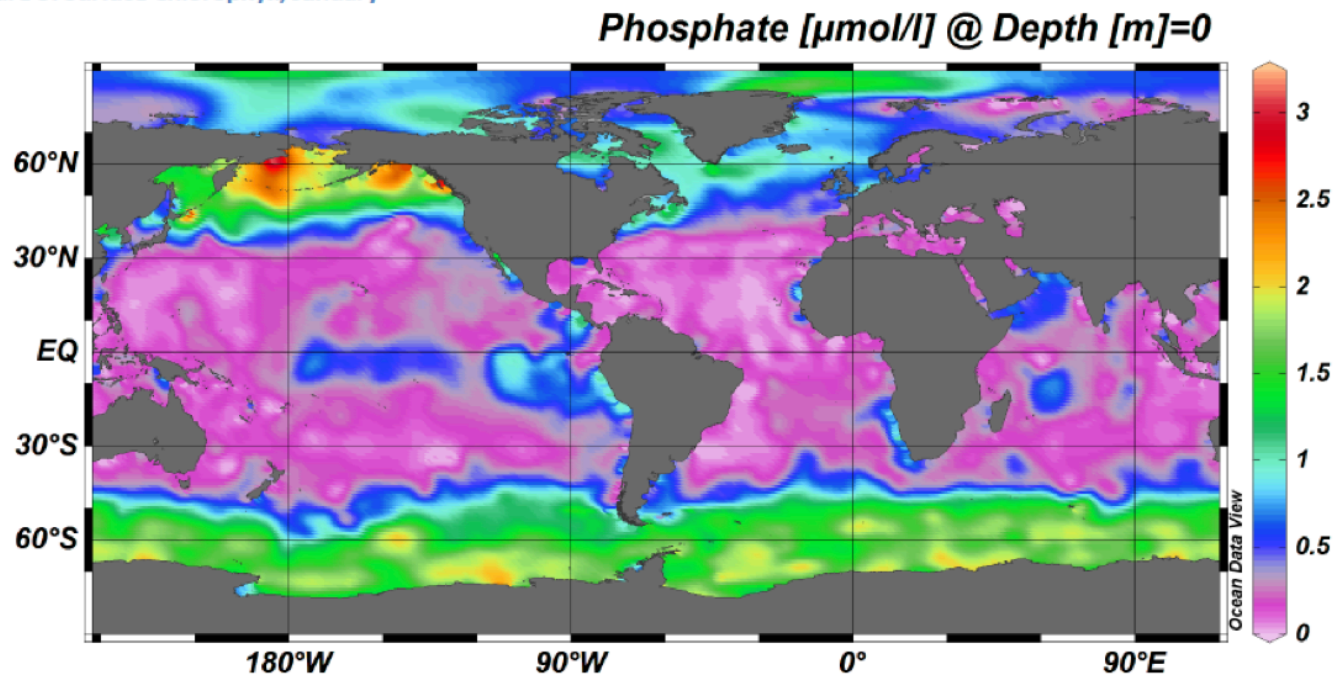 Phosphate [μmol/l] @ Depth [m]=0
60°N
30°N
EQ
30°S
60°S
180°W
90°W
0°
90°E
3
2.5
2
1.5
1
0.5
0
Ocean Data View